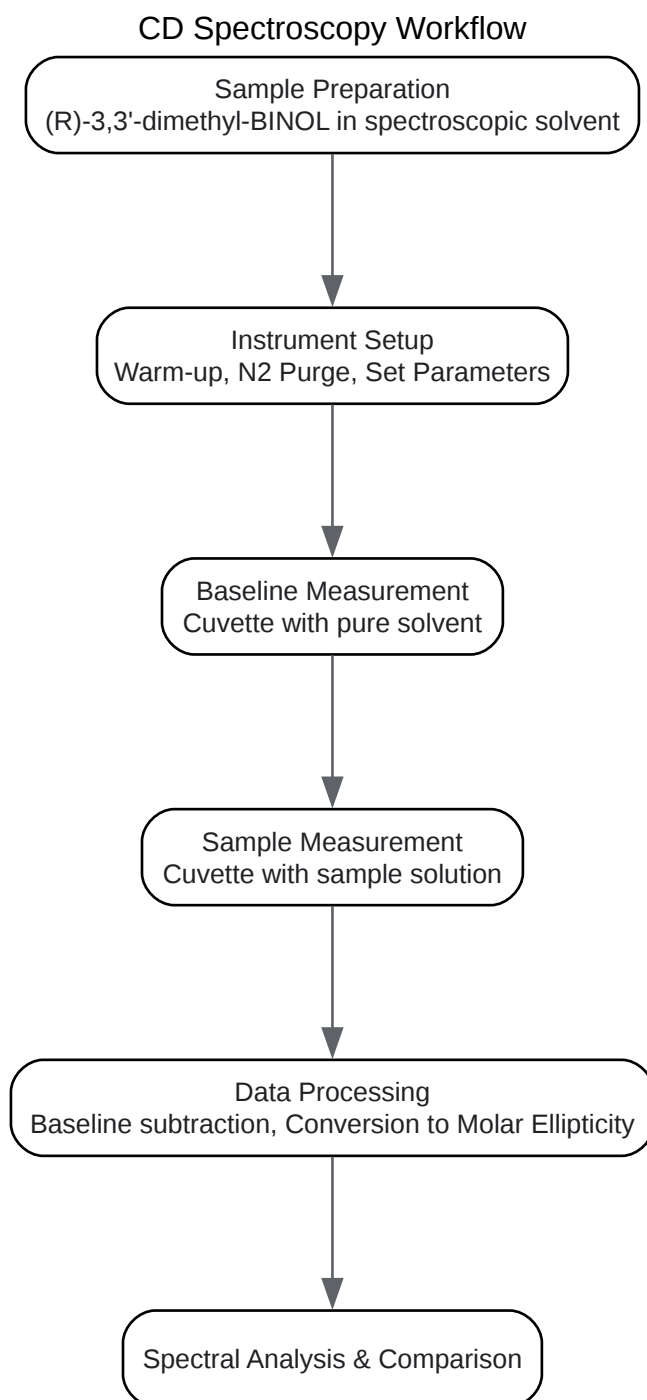 CD Spectroscopy Workflow
Sample Preparation
(R)-3,3'-dimethyl-BINOL in spectroscopic solvent
Instrument Setup
Warm-up, N2 Purge, Set Parameters
Baseline Measurement
Cuvette with pure solvent
Sample Measurement
Cuvette with sample solution
Data Processing
Baseline subtraction, Conversion to Molar Ellipticity
Spectral Analysis & Comparison